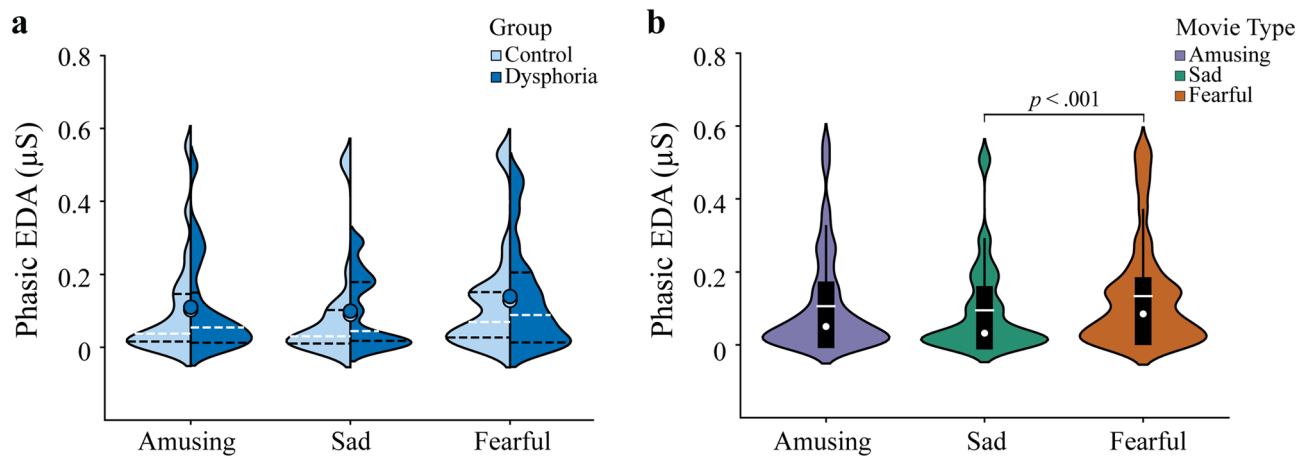 a
Group
Control
Dysphoria
Phasic EDA (µS)
0.8
0.6
0.4
0.2
0
Amusing Sad Fearful
b
Movie Type
Amusing
Sad
Fearful
p < .001
Phasic EDA (µS)
0.8
0.6
0.4
0.2
0
Amusing Sad Fearful